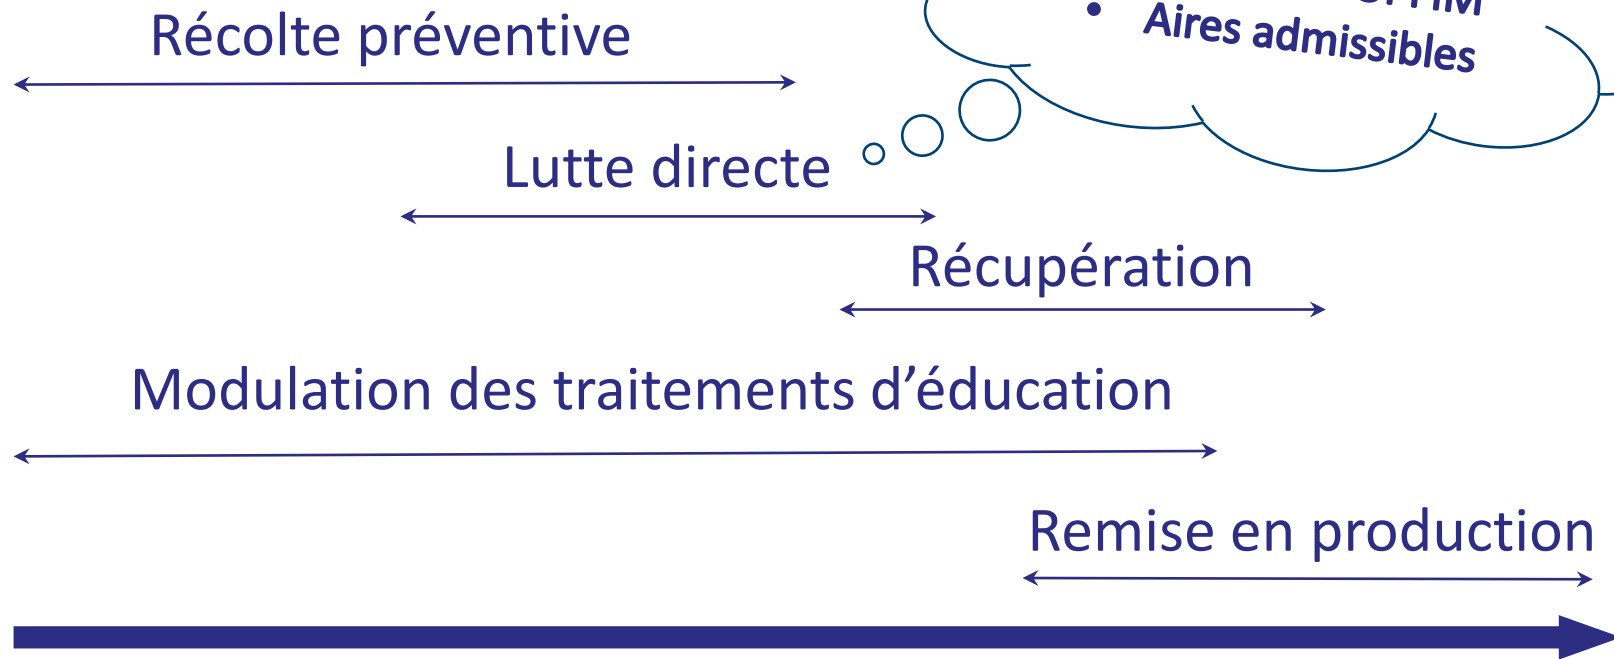 Récolte préventive
• Aires admissibles
Lutte directe
Récupération
Modulation des traitements d’éducation
Remise en production